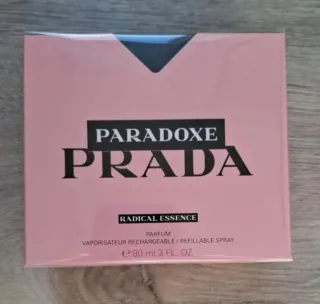 PARADOXE
PRADA
RADICAL ESSENCE
PARFUM
VAPORISATEUR RECHARGEABLE / REFILLABLE SPRAY
℮ 90 ml 3 FL. OZ